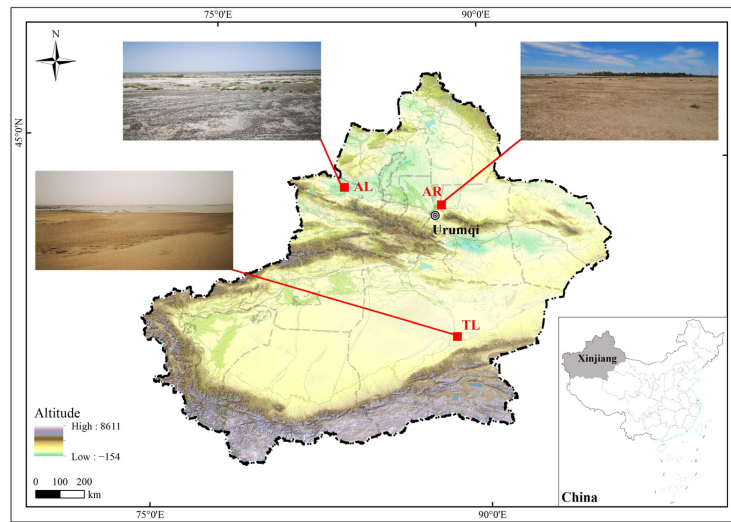 75°0'E
90°0'E
N
45°0'N
AL
AR
Urumqi
TL
Xinjiang
Altitude
High : 8611
Low : −154
0 100 200
km
China
75°0'E
90°0'E